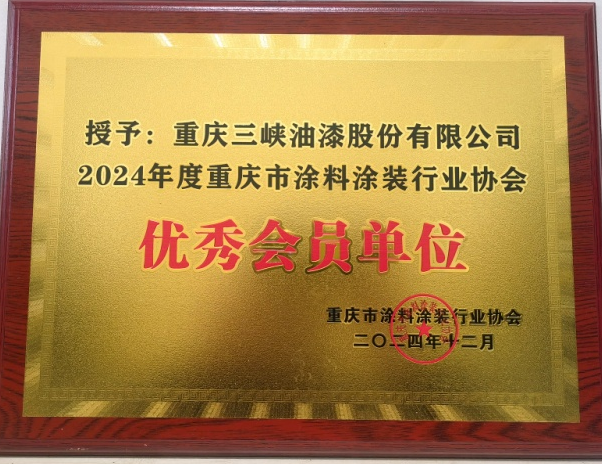 授予：重庆三峡油漆股份有限公司
2024年度重庆市涂料涂装行业协会
优秀会员单位
重庆市涂料涂装行业协会
二〇二四年十二月